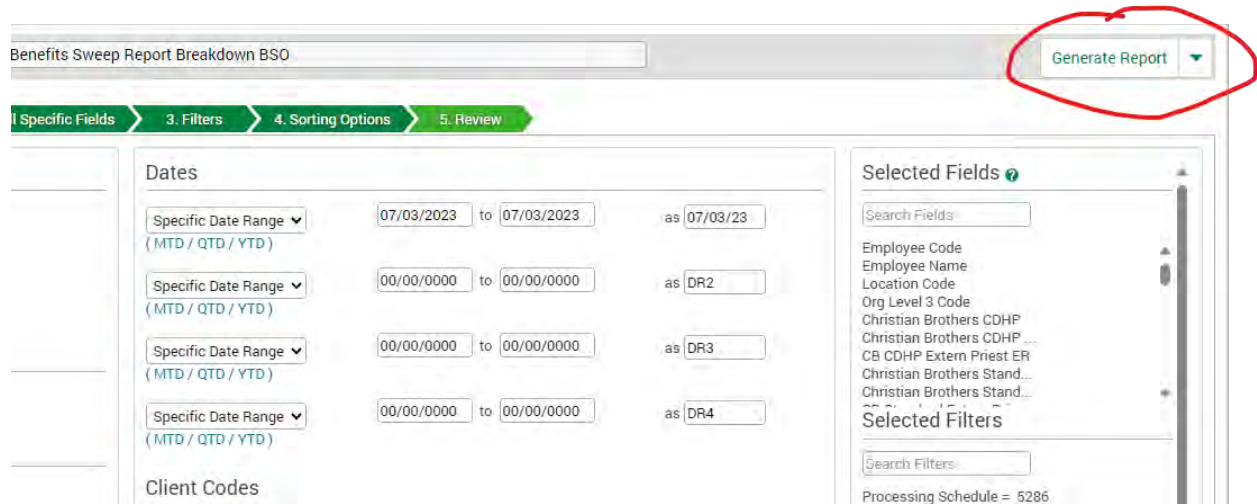 Benefits Sweep Report Breakdown BSO
Generate Report
l Specific Fields
3. Filters
4. Sorting Options
5. Review
Dates
Specific Date Range
07/03/2023 to 07/03/2023 as 07/03/23
( MTD / QTD / YTD )
Specific Date Range
00/00/0000 to 00/00/0000 as DR2
( MTD / QTD / YTD )
Specific Date Range
00/00/0000 to 00/00/0000 as DR3
( MTD / QTD / YTD )
Specific Date Range
00/00/0000 to 00/00/0000 as DR4
( MTD / QTD / YTD )
Client Codes
Selected Fields ?
Search Fields
Employee Code
Employee Name
Location Code
Org Level 3 Code
Christian Brothers CDHP
Christian Brothers CDHP ...
CB CDHP Extern Priest ER
Christian Brothers Stand...
Christian Brothers Stand...
Selected Filters
Search Filters
Processing Schedule = 5286